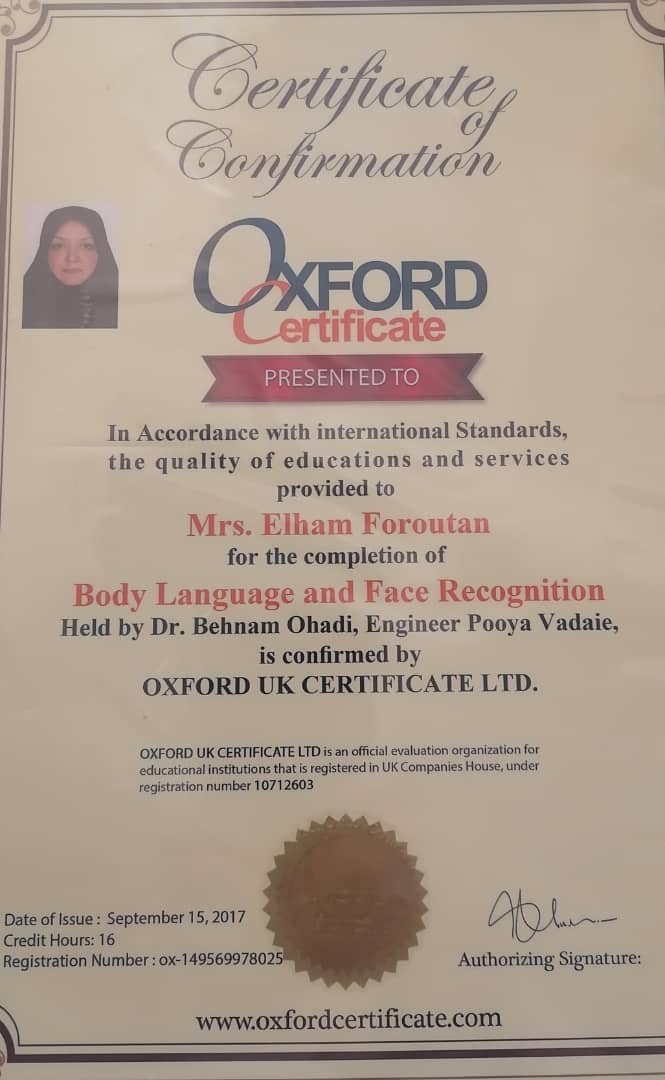 Certificate
of
Confirmation
OXFORD
Certificate
PRESENTED TO
In Accordance with international Standards,
the quality of educations and services
provided to
Mrs. Elham Foroutan
for the completion of
Body Language and Face Recognition
Held by Dr. Behnam Ohadi, Engineer Pooya Vadaie,
is confirmed by
OXFORD UK CERTIFICATE LTD.
OXFORD UK CERTIFICATE LTD is an official evaluation organization for
educational institutions that is registered in UK Companies House, under
registration number 10712603
Date of Issue : September 15, 2017
Credit Hours: 16
Registration Number : ox-149569978025
Authorizing Signature:
www.oxfordcertificate.com